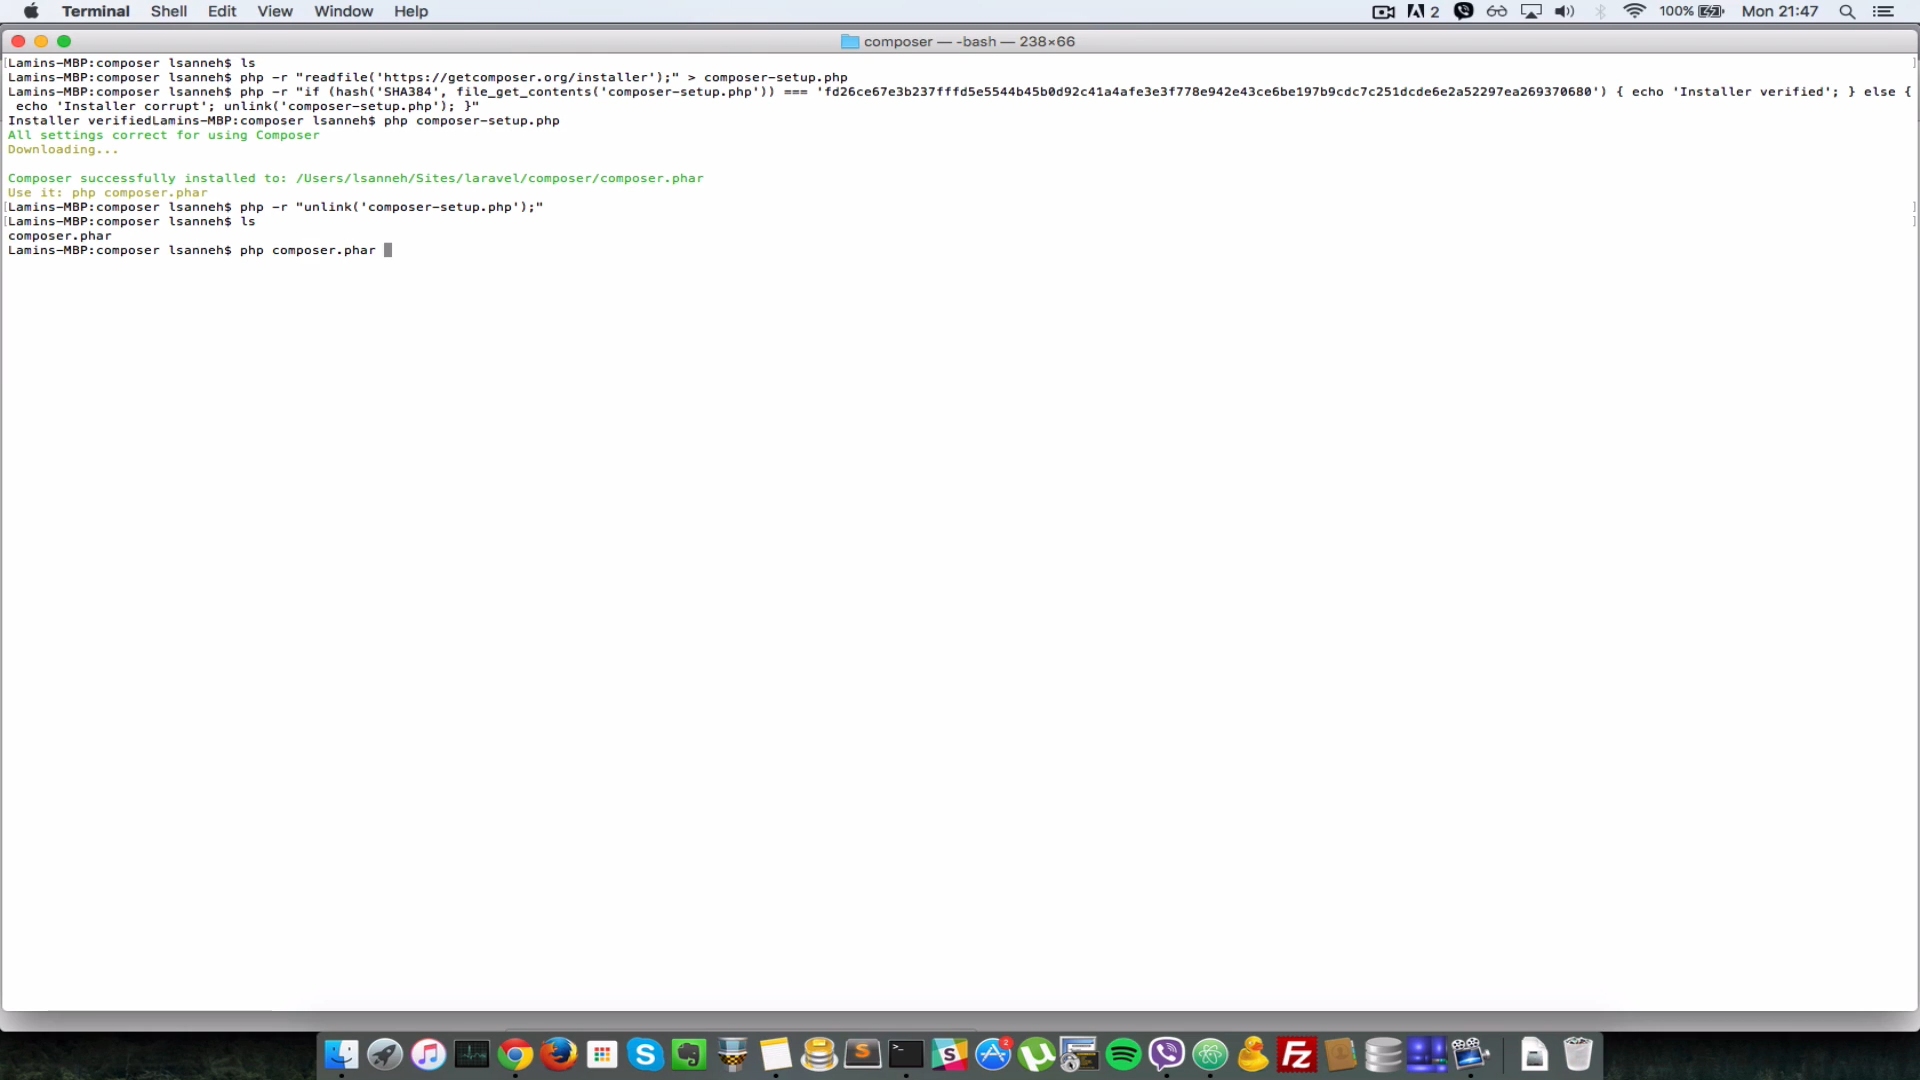 Terminal Shell Edit View Window Help 2 100% Mon 21:47
composer — -bash — 238×66
Lamins-MBP:composer lsanneh$ ls
Lamins-MBP:composer lsanneh$ php -r "readfile('https://getcomposer.org/installer');" > composer-setup.php
Lamins-MBP:composer lsanneh$ php -r "if (hash('SHA384', file_get_contents('composer-setup.php')) === 'fd26ce67e3b237fffd5e5544b45b0d92c41a4afe3e3f778e942e43ce6be197b9cdc7c251dcde6e2a52297ea269370680') { echo 'Installer verified'; } else {
echo 'Installer corrupt'; unlink('composer-setup.php'); }"
Installer verifiedLamins-MBP:composer lsanneh$ php composer-setup.php
All settings correct for using Composer
Downloading...
Composer successfully installed to: /Users/lsanneh/Sites/laravel/composer/composer.phar
Use it: php composer.phar
Lamins-MBP:composer lsanneh$ php -r "unlink('composer-setup.php');"
Lamins-MBP:composer lsanneh$ ls
composer.phar
Lamins-MBP:composer lsanneh$ php composer.phar